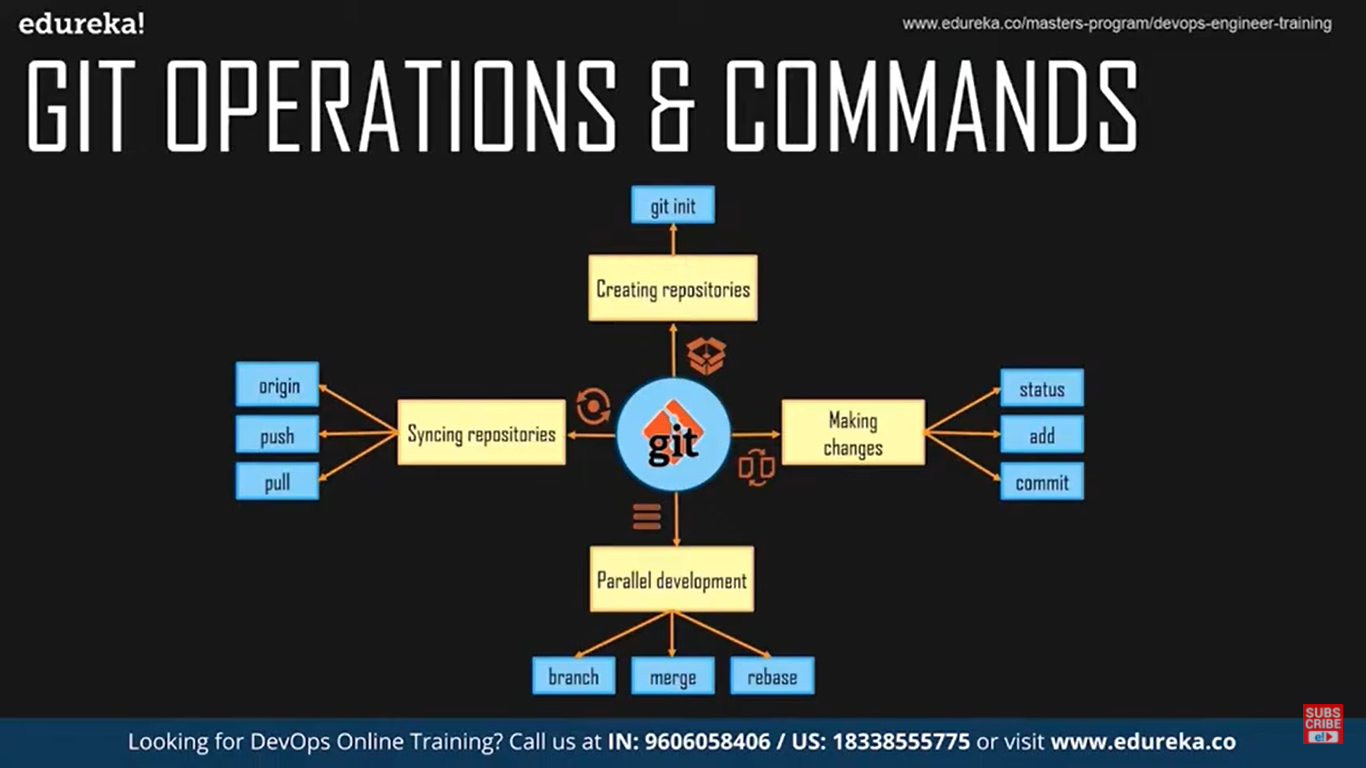 edureka!
www.edureka.co/masters-program/devops-engineer-training
GIT OPERATIONS & COMMANDS
git init
Creating repositories
origin
push
pull
Syncing repositories
git
Making
changes
status
add
commit
Parallel development
branch
merge
rebase
Looking for DevOps Online Training? Call us at IN: 9606058406 / US: 18338555775 or visit www.edureka.co
SUBS
CRIBE
e!